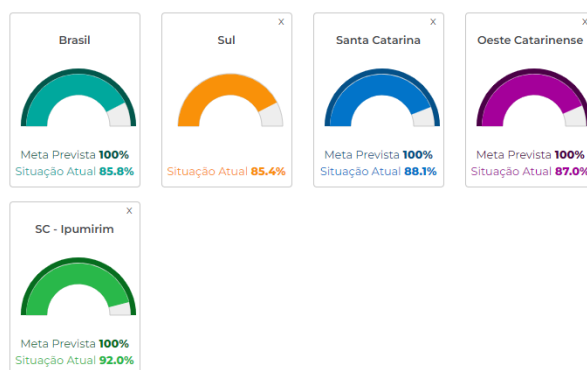 Brasil
Meta Prevista 100%
Situação Atual 85.8%
X
Sul
Situação Atual 85.4%
X
Santa Catarina
Meta Prevista 100%
Situação Atual 88.1%
X
Oeste Catarinense
Meta Prevista 100%
Situação Atual 87.0%
X
SC - Ipumirim
Meta Prevista 100%
Situação Atual 92.0%